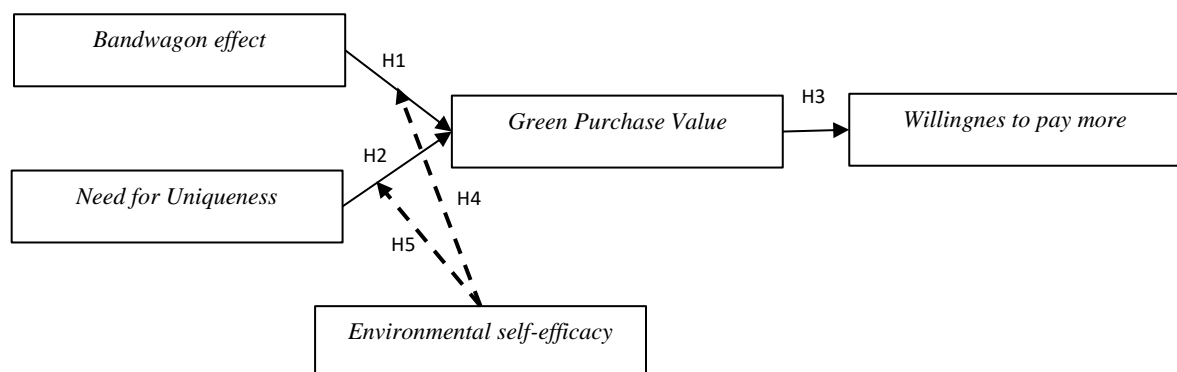 Bandwagon effect
H1
Green Purchase Value
H3
Willingnes to pay more
H2
Need for Uniqueness
H4
H5
Environmental self-efficacy